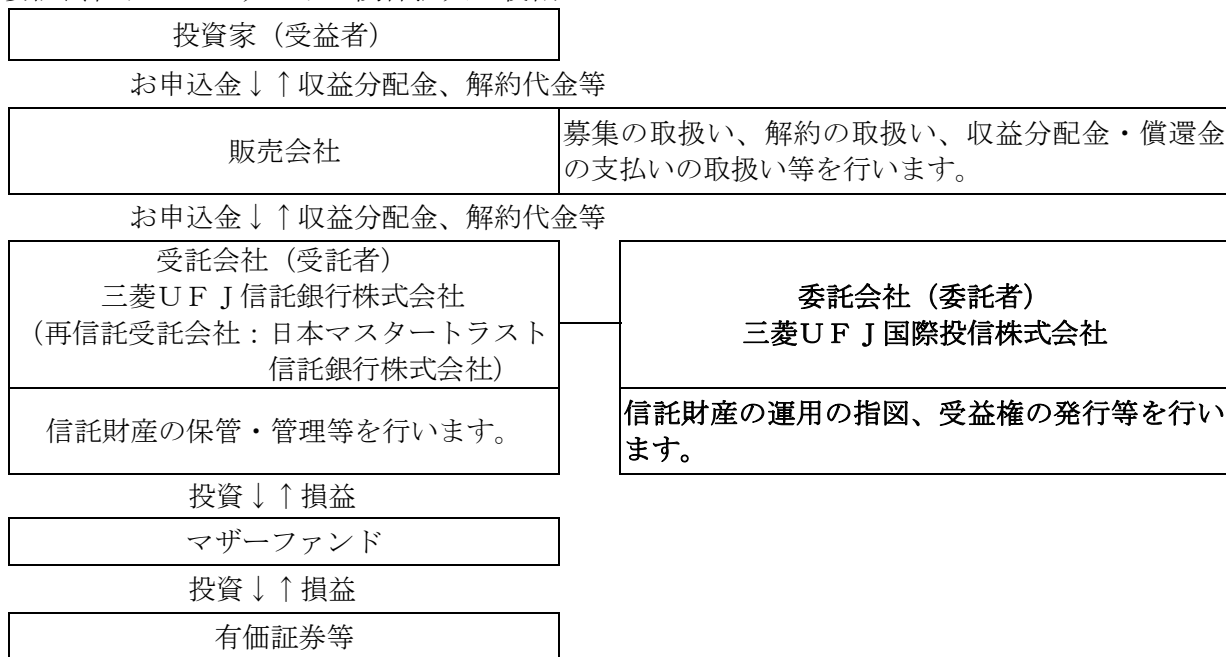 投資家（受益者）
お申込金↓↑収益分配金、解約代金等
販売会社
募集の取扱い、解約の取扱い、収益分配金・償還金
の支払いの取扱い等を行います。
お申込金↓↑収益分配金、解約代金等
受託会社（受託者）
三菱ＵＦＪ信託銀行株式会社
（再信託受託会社：日本マスタートラスト
信託銀行株式会社）
委託会社（委託者）
三菱ＵＦＪ国際投信株式会社
信託財産の保管・管理等を行います。
信託財産の運用の指図、受益権の発行等を行い
ます。
投資↓↑損益
マザーファンド
投資↓↑損益
有価証券等